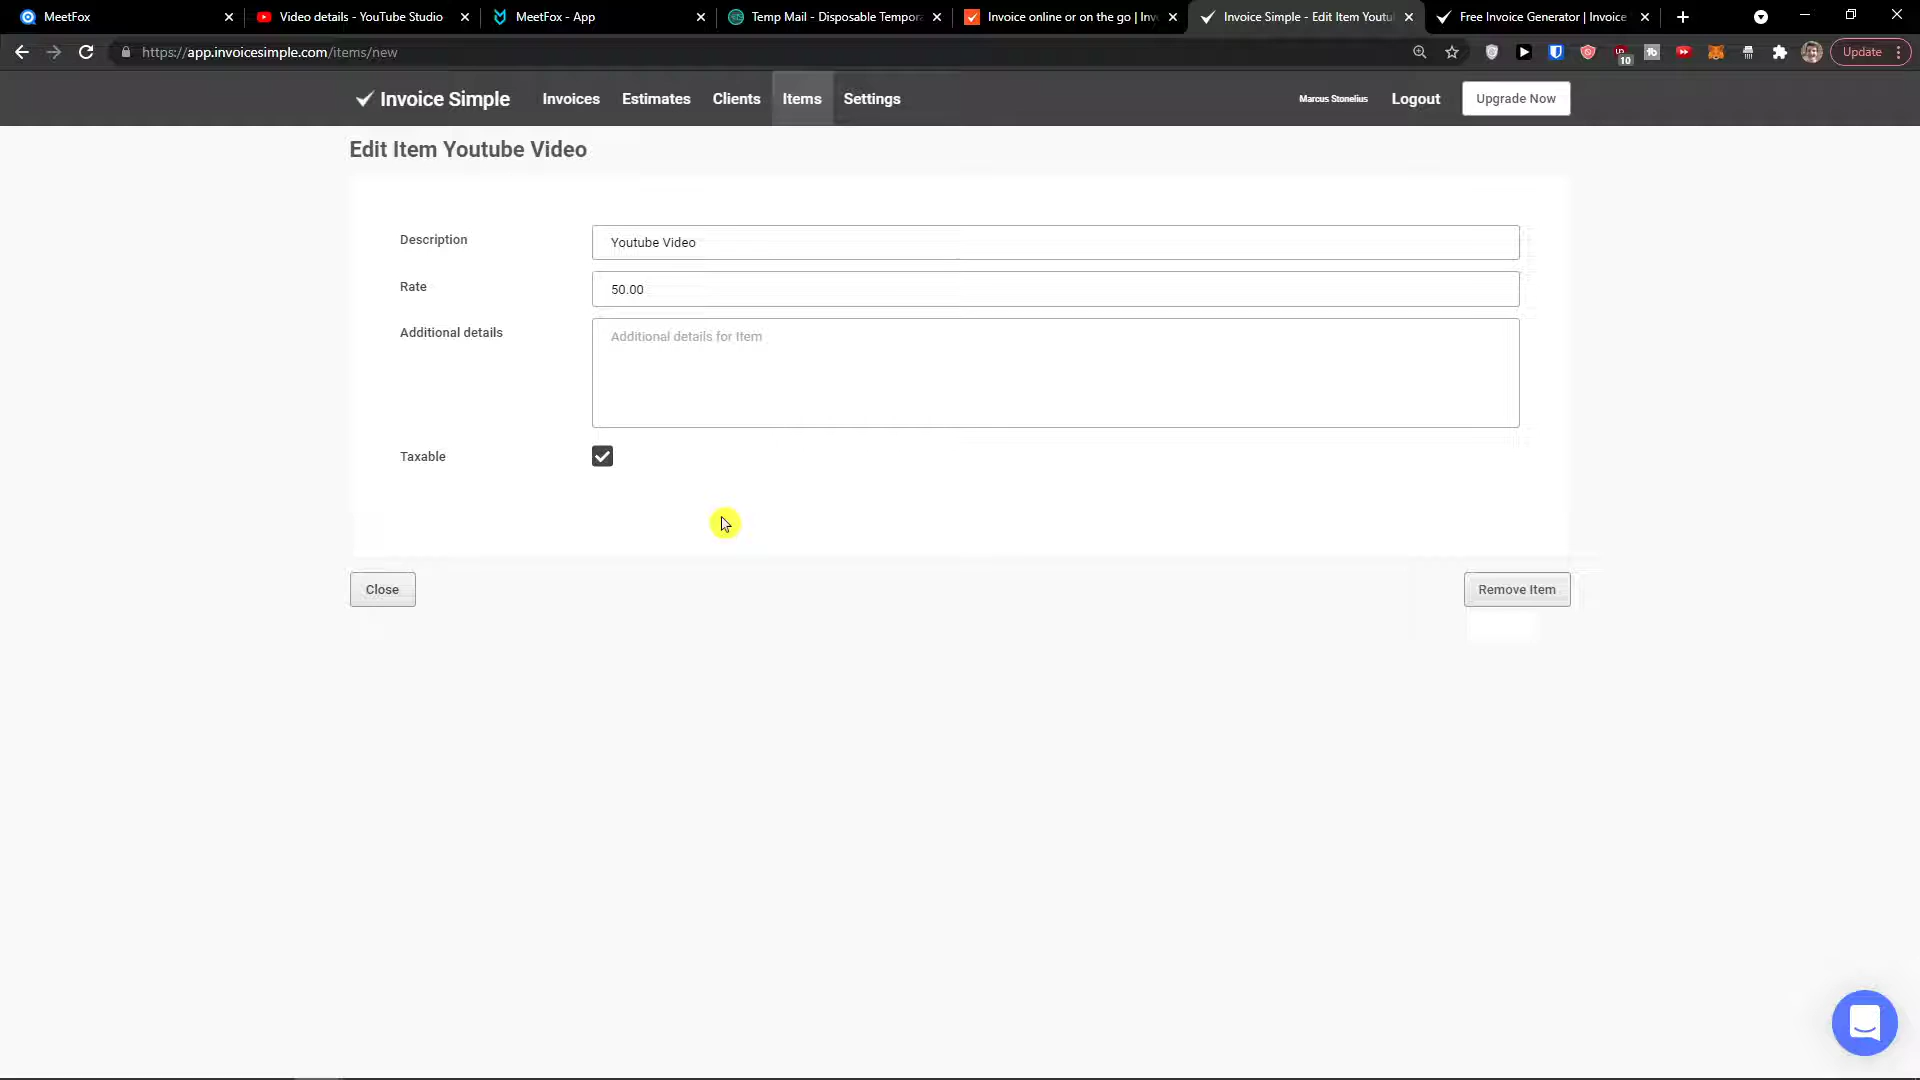 MeetFox
Video details - YouTube Studio
MeetFox - App
Temp Mail - Disposable Tempora
Invoice online or on the go | Inv
Invoice Simple - Edit Item Youtu
Free Invoice Generator | Invoice
https://app.invoicesimple.com/items/new
10
Update
Invoice Simple
Invoices
Estimates
Clients
Items
Settings
Marcus Stonelius
Logout
Upgrade Now
Edit Item Youtube Video
Description
Youtube Video
Rate
50.00
Additional details
Additional details for Item
Taxable
Close
Remove Item